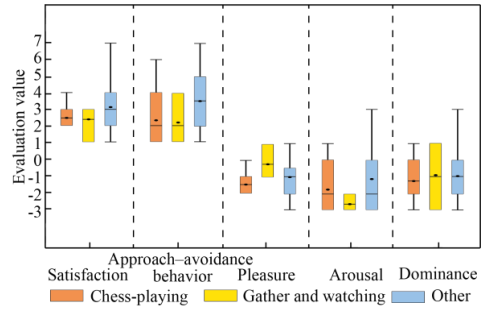 Evaluation value
7
6
5
4
3
2
1
0
-1
-2
-3
Satisfaction
Approach–avoidance
behavior
Pleasure
Arousal
Dominance
Chess-playing
Gather and watching
Other